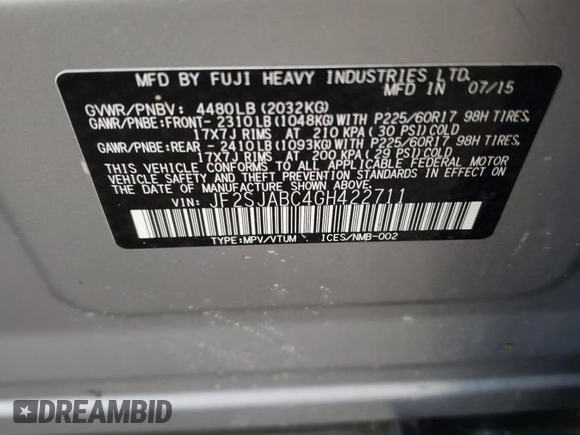 MFD BY FUJI HEAVY INDUSTRIES LTD.
MFD IN 07/15
GVWR/PNBV: 4480LB(2032KG)
GAWR/PNBE:FRONT-2310LB(1048KG)WITH P225/60R17 98H TIRES,
17X7J RIMS AT 210KPA(30 PSI)COLD
GAWR/PNBE:REAR -2410LB(1093KG)WITH P225/60R17 98H TIRES,
17X7J RIMS AT 200KPA(29 PSI)COLD.
THIS VEHICLE CONFORMS TO ALL APPLICABLE FEDERAL MOTOR
VEHICLE SAFETY AND THEFT PREVENTION STANDARDS IN EFFECT ON
THE DATE OF MANUFACTURE SHOWN ABOVE.
VIN: JF2SJABC4GH422711
TYPE:MPV/VTUM ICES/NMB-002
DREAMBID